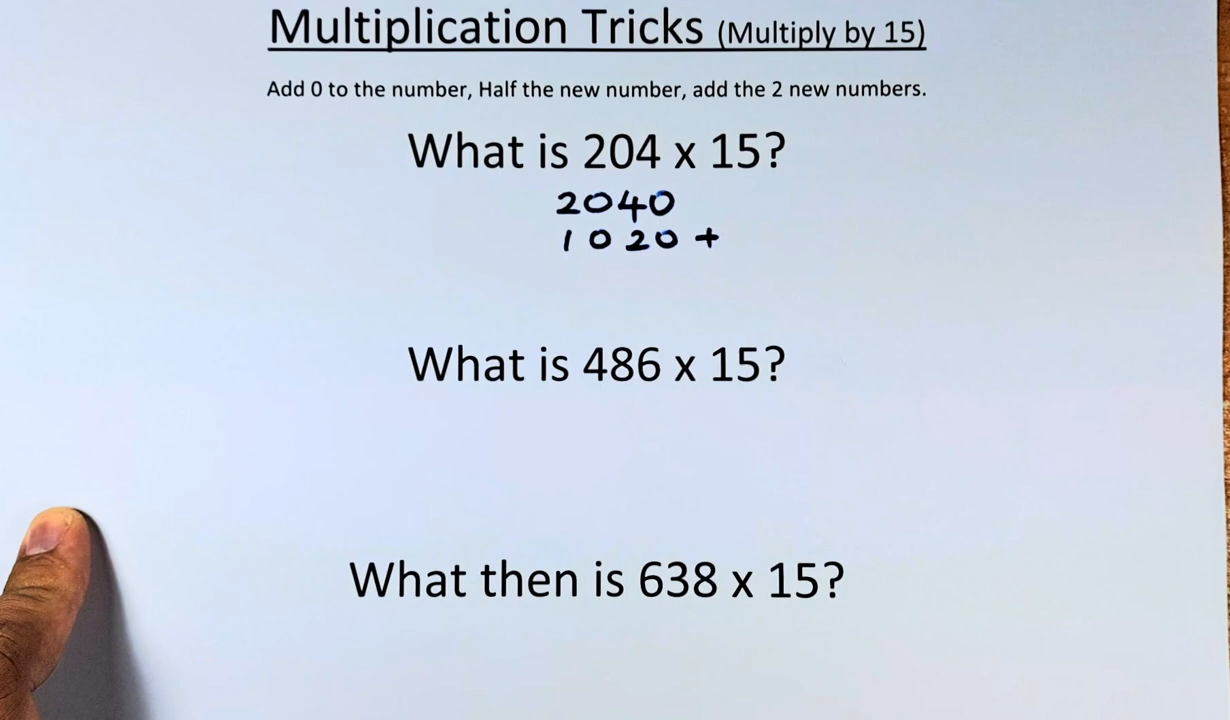 Multiplication Tricks (Multiply by 15)
Add 0 to the number, Half the new number, add the 2 new numbers.
What is 204 x 15?
2040
1020 +
What is 486 x 15?
What then is 638 x 15?